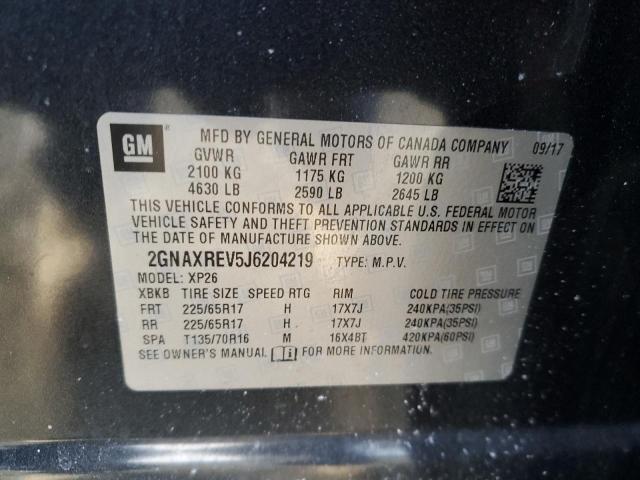 GM MFD BY GENERAL MOTORS OF CANADA COMPANY 09/17
GVWR GAWR FRT GAWR RR
2100 KG 1175 KG 1200 KG
4630 LB 2590 LB 2645 LB
THIS VEHICLE CONFORMS TO ALL APPLICABLE U.S. FEDERAL MOTOR
VEHICLE SAFETY AND THEFT PREVENTION STANDARDS IN EFFECT ON
THE DATE OF MANUFACTURE SHOWN ABOVE.
2GNAXREV5J6204219 TYPE: M.P.V.
MODEL: XP26
XBKB TIRE SIZE SPEED RTG RIM COLD TIRE PRESSURE
FRT 225/65R17 H 17X7J 240KPA(35PSI)
RR 225/65R17 H 17X7J 240KPA(35PSI)
SPA T135/70R16 M 16X4BT 420KPA(60PSI)
SEE OWNER'S MANUAL FOR MORE INFORMATION.